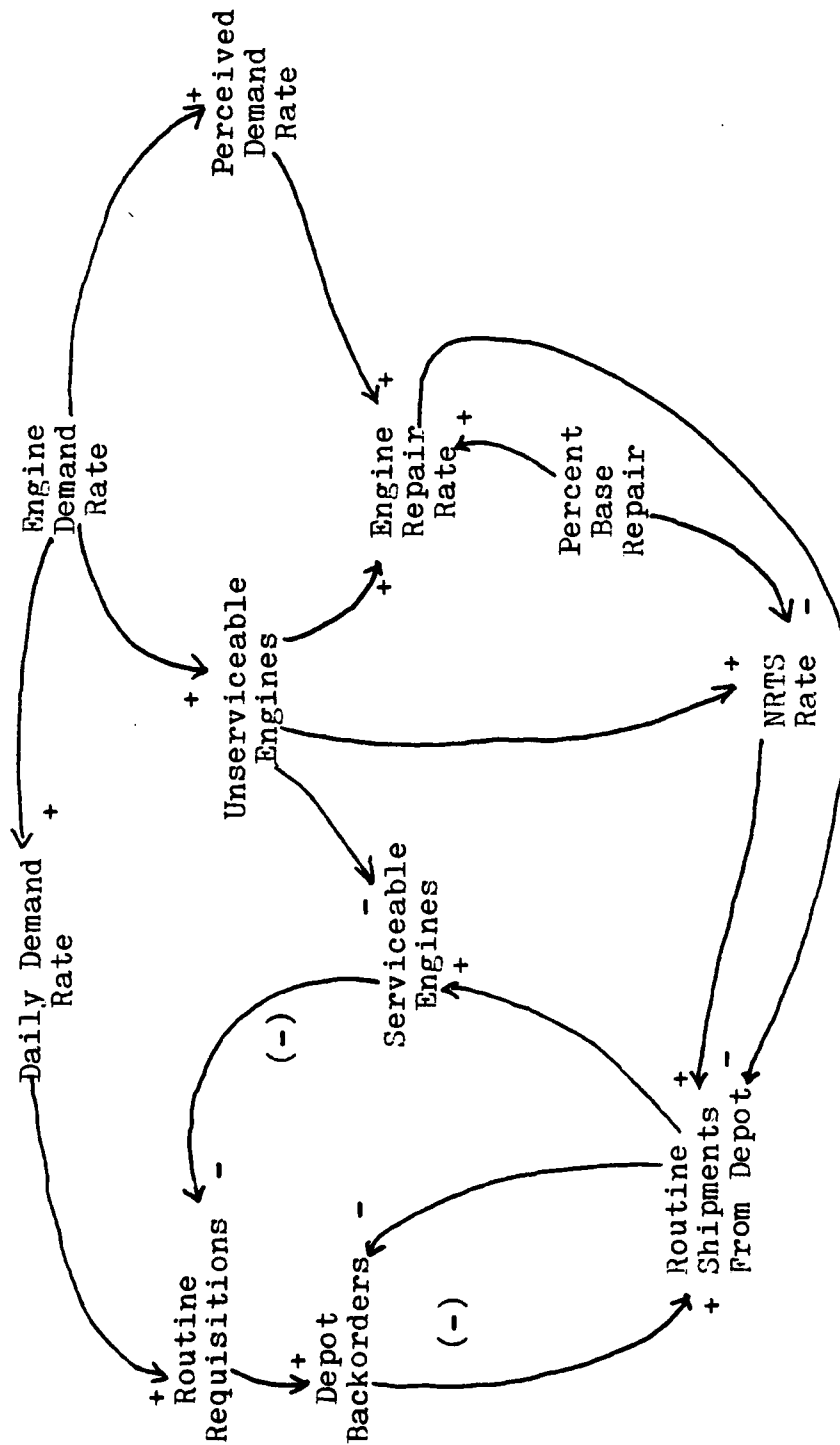 Engine
Demand
Rate
+
Perceived
Demand
Rate
+
Daily Demand
Rate
+
Unserviceable
Engines
+
Engine
Repair
Rate
+
+
+
Percent
Base
Repair
Serviceable
Engines
-
+
(-)
NRTS
Rate
+
-
Routine
Requisitions
+
-
Depot
Backorders
+
-
(-)
Routine
Shipments
From Depot
+
-
+